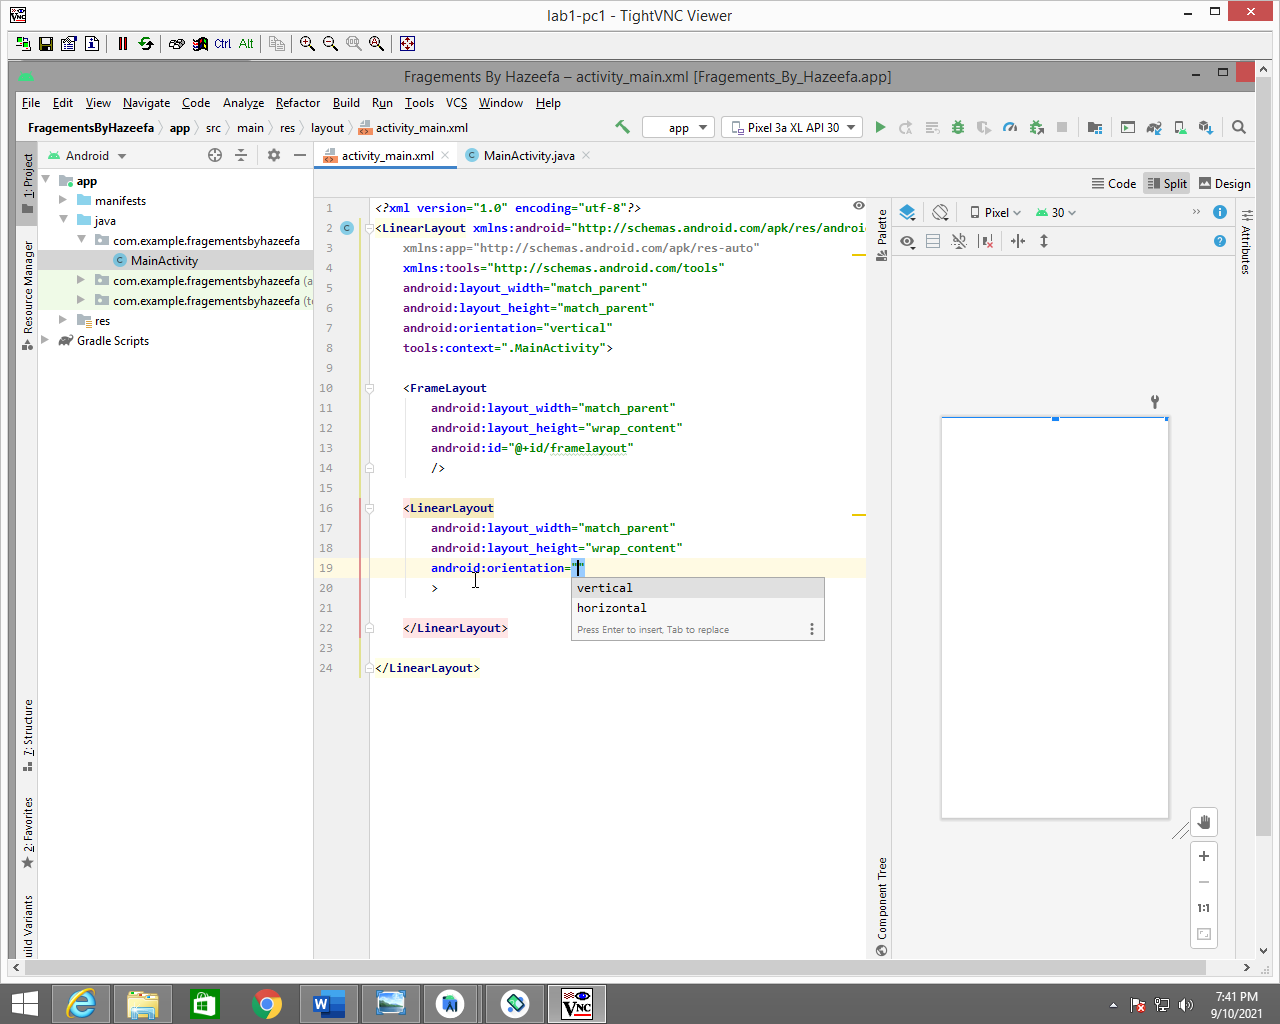 lab1-pc1 - TightVNC Viewer
Ctrl Alt
Fragements By Hazeefa – activity_main.xml [Fragements_By_Hazeefa.app]
File Edit View Navigate Code Analyze Refactor Build Run Tools VCS Window Help
FragementsByHazeefa app src main res layout activity_main.xml
app Pixel 3a XL API 30
Android
activity_main.xml MainActivity.java
Code Split Design
1: Project
Resource Manager
7: Structure
2: Favorites
uild Variants
app
manifests
java
com.example.fragementsbyhazeefa
MainActivity
com.example.fragementsbyhazeefa (a
com.example.fragementsbyhazeefa (t
res
Gradle Scripts
1 <?xml version="1.0" encoding="utf-8"?>
2 <LinearLayout xmlns:android="http://schemas.android.com/apk/res/androi
3 xmlns:app="http://schemas.android.com/apk/res-auto"
4 xmlns:tools="http://schemas.android.com/tools"
5 android:layout_width="match_parent"
6 android:layout_height="match_parent"
7 android:orientation="vertical"
8 tools:context=".MainActivity">
9
10 <FrameLayout
11 android:layout_width="match_parent"
12 android:layout_height="wrap_content"
13 android:id="@+id/framelayout"
14 />
15
16 <LinearLayout
17 android:layout_width="match_parent"
18 android:layout_height="wrap_content"
19 android:orientation=""
20 >
21
22 </LinearLayout>
23
24 </LinearLayout>
vertical
horizontal
Press Enter to insert, Tab to replace
Palette
Component Tree
Pixel 30
Attributes
1:1
7:41 PM
9/10/2021